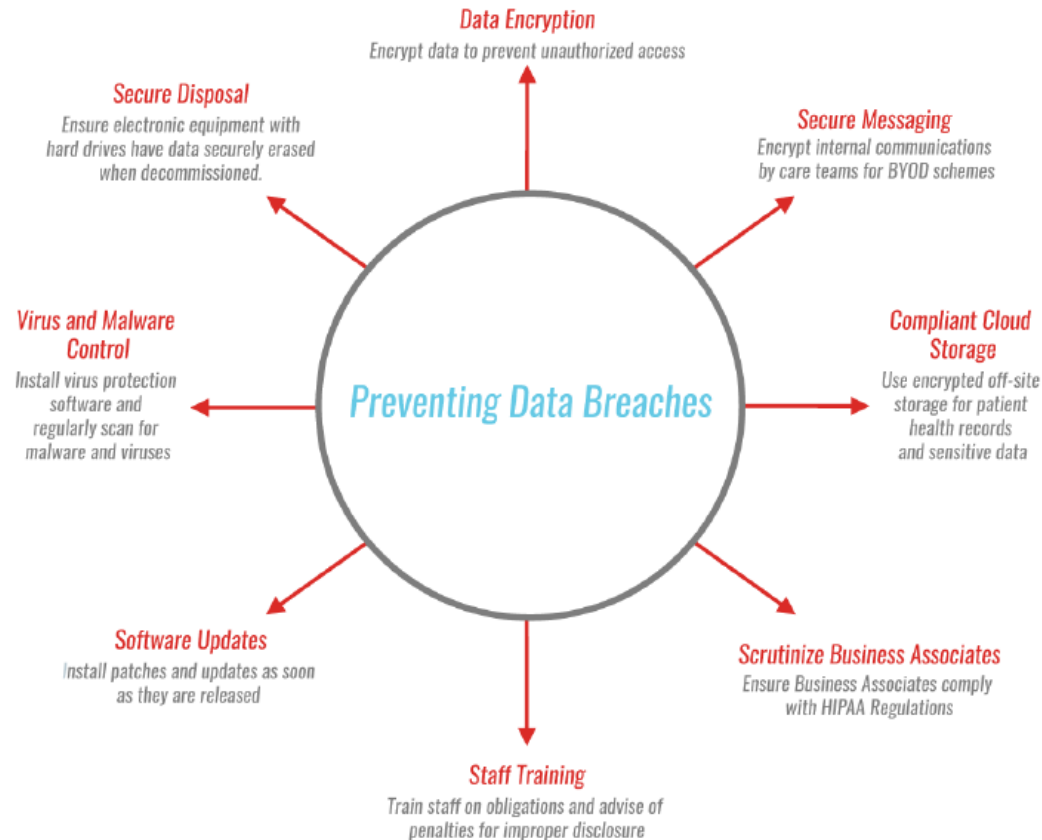 Data Encryption
Encrypt data to prevent unauthorized access
Secure Disposal
Ensure electronic equipment with
hard drives have data securely erased
when decommissioned.
Secure Messaging
Encrypt internal communications
by care teams for BYOD schemes
Virus and Malware
Control
Install virus protection
software and
regularly scan for
malware and viruses
Preventing Data Breaches
Compliant Cloud
Storage
Use encrypted off-site
storage for patient
health records
and sensitive data
Software Updates
Install patches and updates as soon
as they are released
Scrutinize Business Associates
Ensure Business Associates comply
with HIPAA Regulations
Staff Training
Train staff on obligations and advise of
penalties for improper disclosure